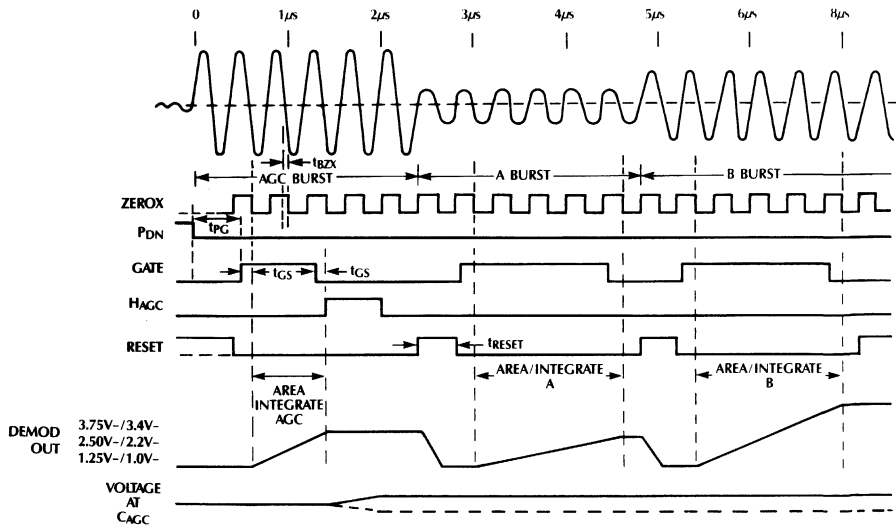 0 1µs 2µs 3µs 4µs 5µs 6µs 8µs
tBZX
AGC BURST A BURST B BURST
ZEROX
tPG
PDN
GATE
tGS tGS
HAGC
RESET
tRESET
AREA
INTEGRATE
AGC
AREA/INTEGRATE
A
AREA/INTEGRATE
B
DEMOD
OUT
3.75V–/3.4V–
2.50V–/2.2V–
1.25V–/1.0V–
VOLTAGE
AT
CAGC